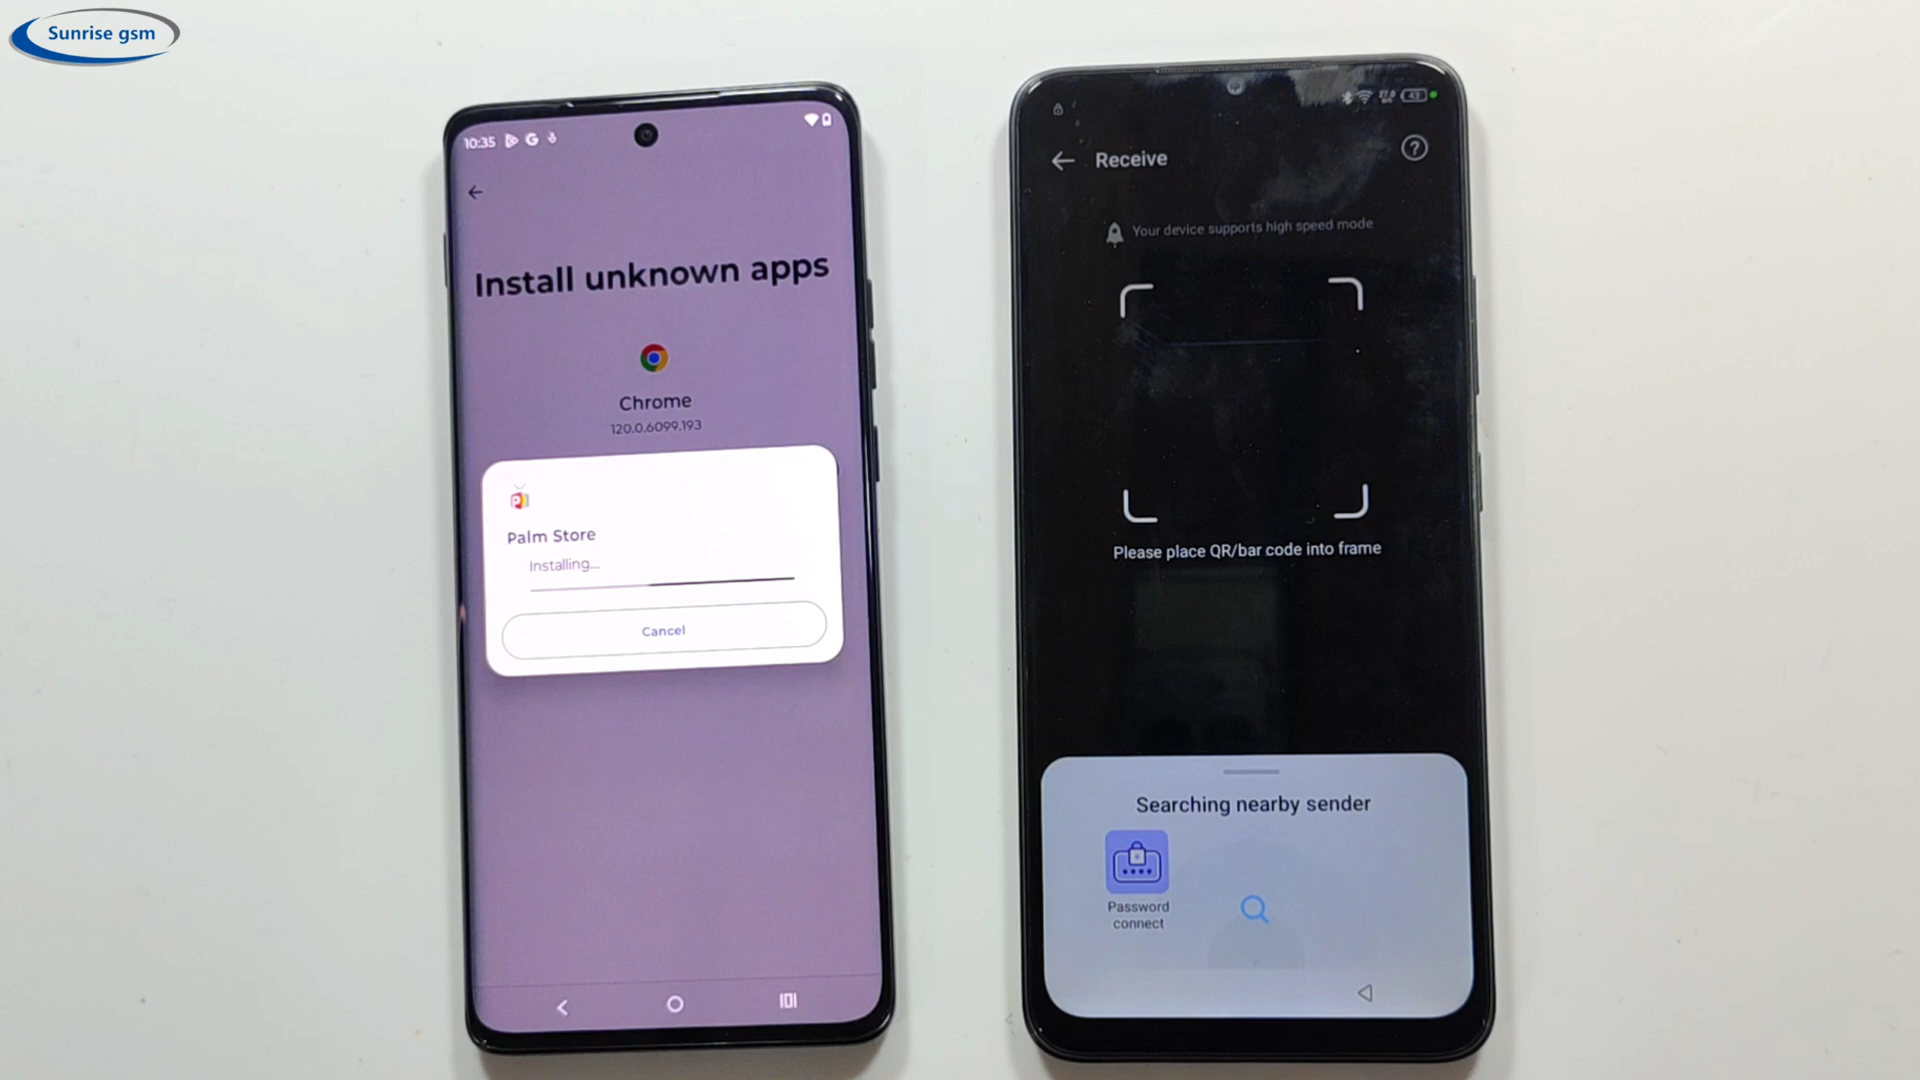 Sunrise gsm
10:35
Install unknown apps
Chrome
120.0.6099.193
Palm Store
Installing...
Cancel
43
Receive
?
Your device supports high speed mode
Please place QR/bar code into frame
Searching nearby sender
Password
connect